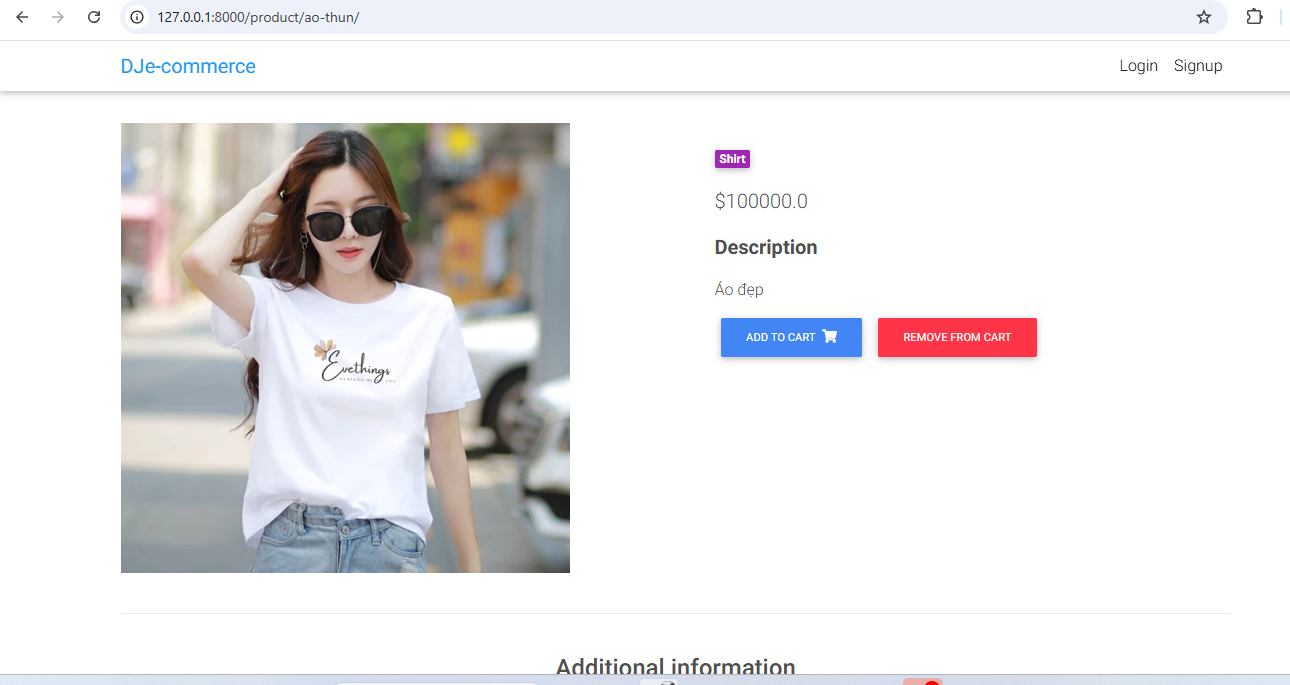 127.0.0.1:8000/product/ao-thun/
DJe-commerce
Login Signup
Shirt
$100000.0
Description
Áo đẹp
ADD TO CART
REMOVE FROM CART
Evethings
Additional information